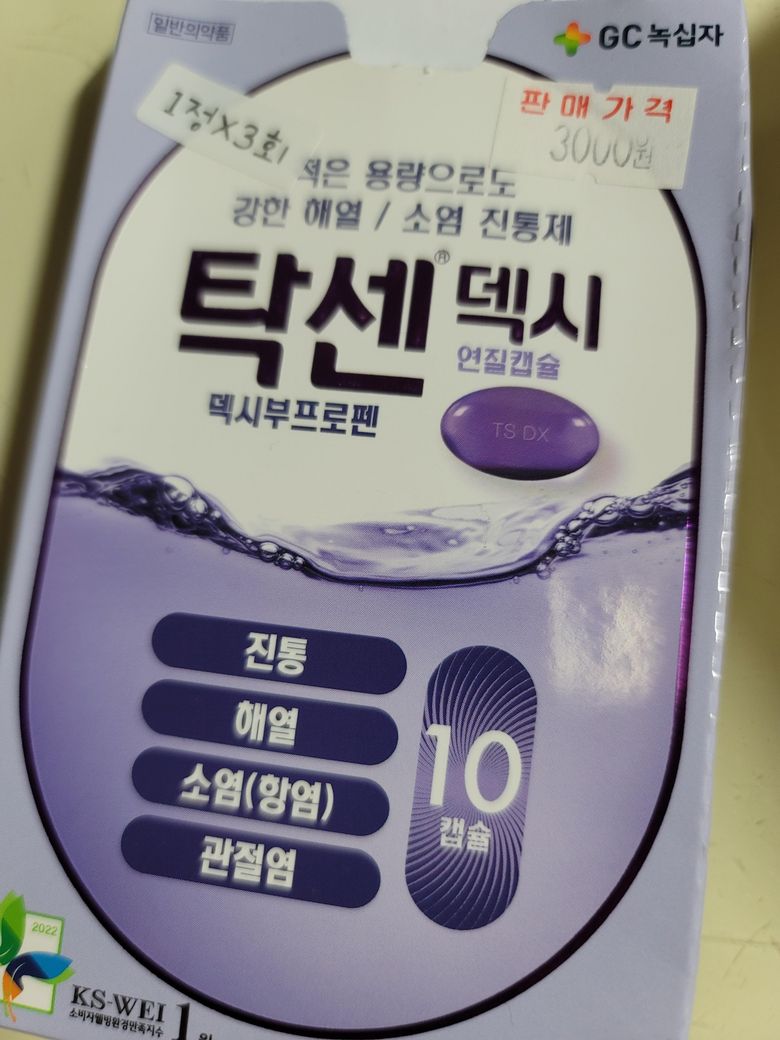 일반의약품
GC 녹십자
1정X3회
판매가격
3000원
적은 용량으로도
강한 해열 / 소염 진통제
탁센® 덱시
연질캡슐
덱시부프로펜
TS DX
진통
해열
소염(항염)
관절염
10
캡슐
2022
KS-WEI
소비자웰빙환경만족지수
1위